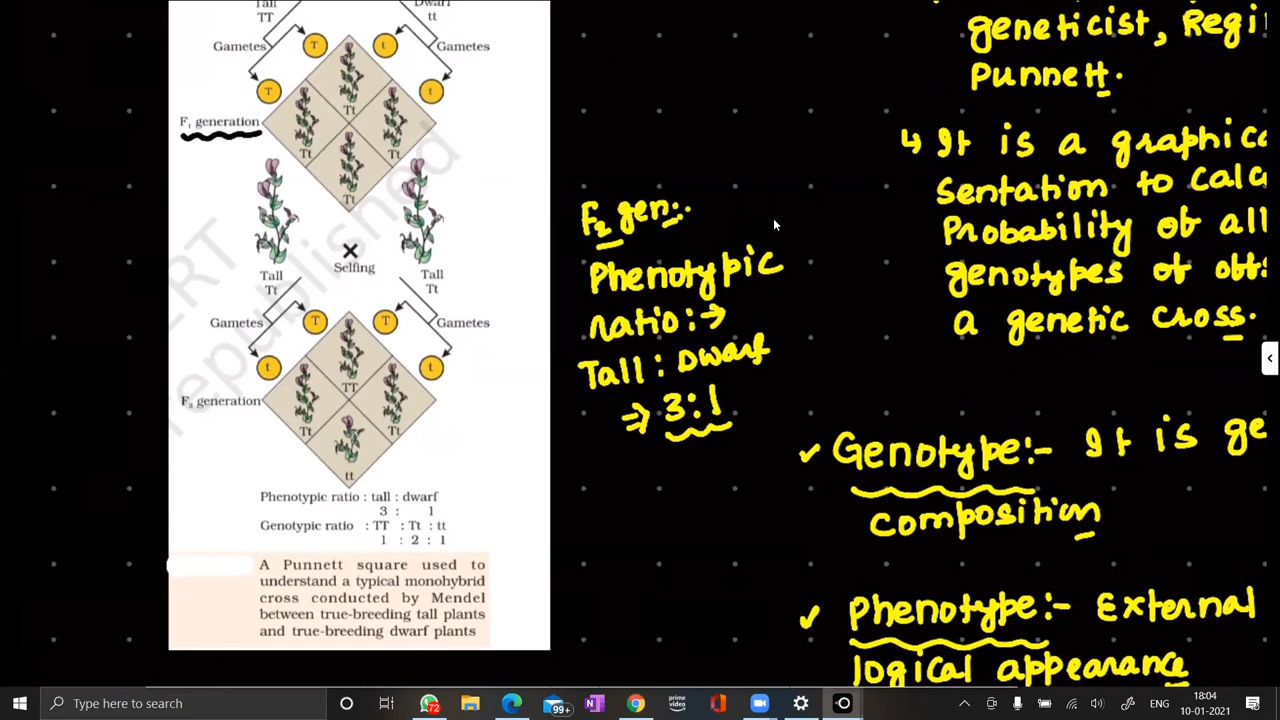 Tall
TT
Dwarf
tt
Gametes
T
t
Gametes
T
t
Tt
F₁ generation
Tt
Tt
Tt
Selfing
Tall
Tt
Tall
Tt
Gametes
T
T
Gametes
t
t
TT
F₂ generation
Tt
Tt
tt
Phenotypic ratio : tall : dwarf
3 : 1
Genotypic ratio : TT : Tt : tt
1 : 2 : 1
A Punnett square used to
understand a typical monohybrid
cross conducted by Mendel
between true-breeding tall plants
and true-breeding dwarf plants
F₂ gen:.
Phenotypic
ratio:→
Tall : Dwarf
⇒ 3:1
geneticist, Regi
Punnett.
↳ It is a graphica
sentation to calc
Probability of all
genotypes of obts
a genetic cross.
✓ Genotype:- It is ge
composition
✓ Phenotype:- External
logical appearance
Type here to search
72
99+
prime video
ENG
18:04
10-01-2021